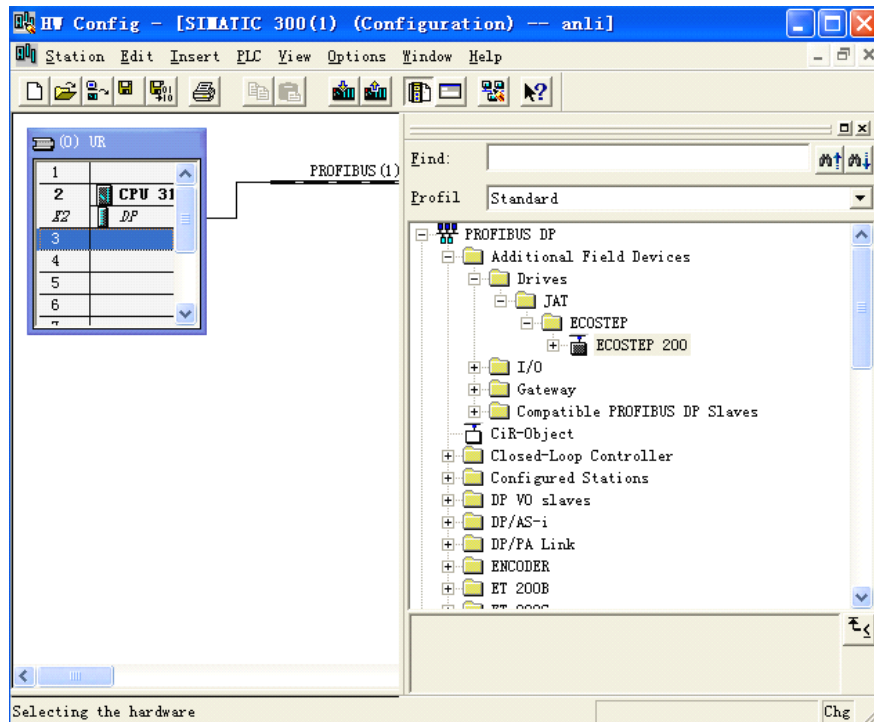 HW Config - [SIMATIC 300(1) (Configuration) -- anli]
Station Edit Insert PLC View Options Window Help
(0) UR
1
2 CPU 31
X2 DP
3
4
5
6
PROFIBUS(1)
Find:
Profil Standard
PROFIBUS DP
Additional Field Devices
Drives
JAT
ECOSTEP
ECOSTEP 200
I/O
Gateway
Compatible PROFIBUS DP Slaves
CiR-Object
Closed-Loop Controller
Configured Stations
DP V0 slaves
DP/AS-i
DP/PA Link
ENCODER
ET 200B
Selecting the hardware
Chg